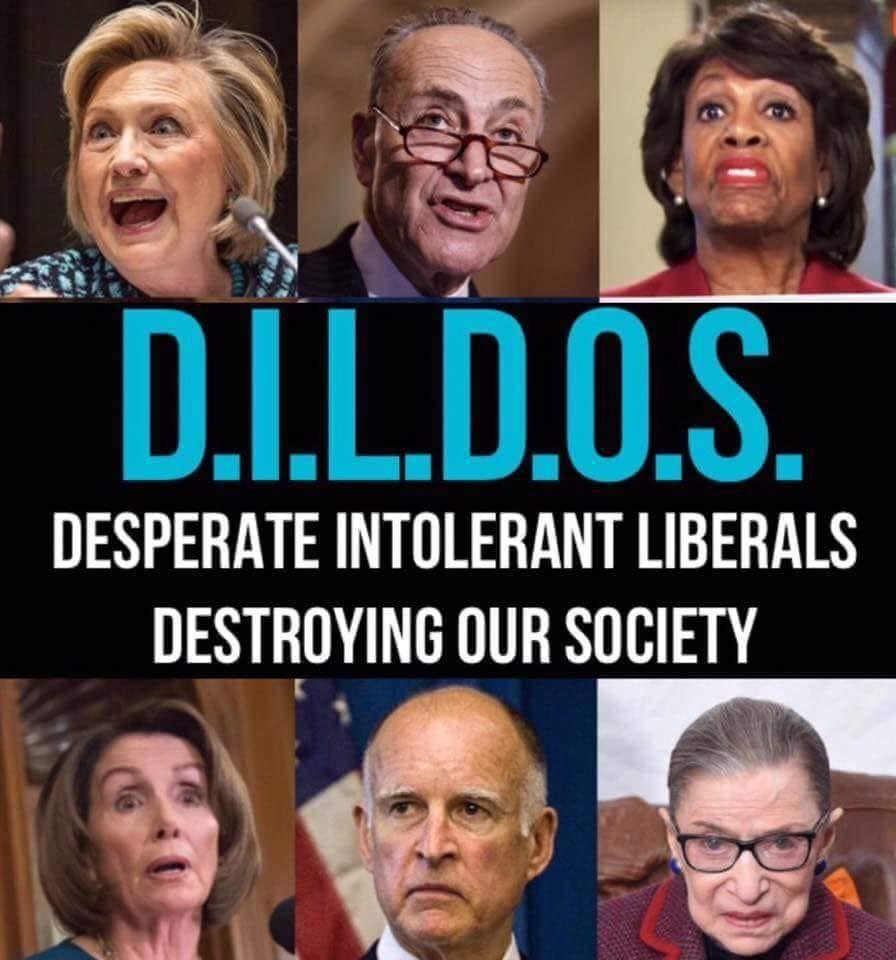 D.I.L.D.O.S.
DESPERATE INTOLERANT LIBERALS
DESTROYING OUR SOCIETY